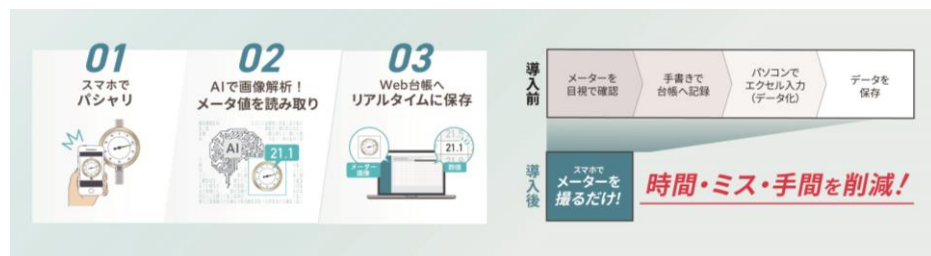 01
スマホで
パシャリ
02
AIで画像解析！
メータ値を読み取り
AI
21.1
03
Web台帳へ
リアルタイムに保存
メーター
画像
21.1
数値
導入前
メーターを
目視で確認
手書きで
台帳へ記録
パソコンで
エクセル入力
(データ化)
データを
保存
導入後
スマホで
メーターを
撮るだけ!
時間・ミス・手間を削減！